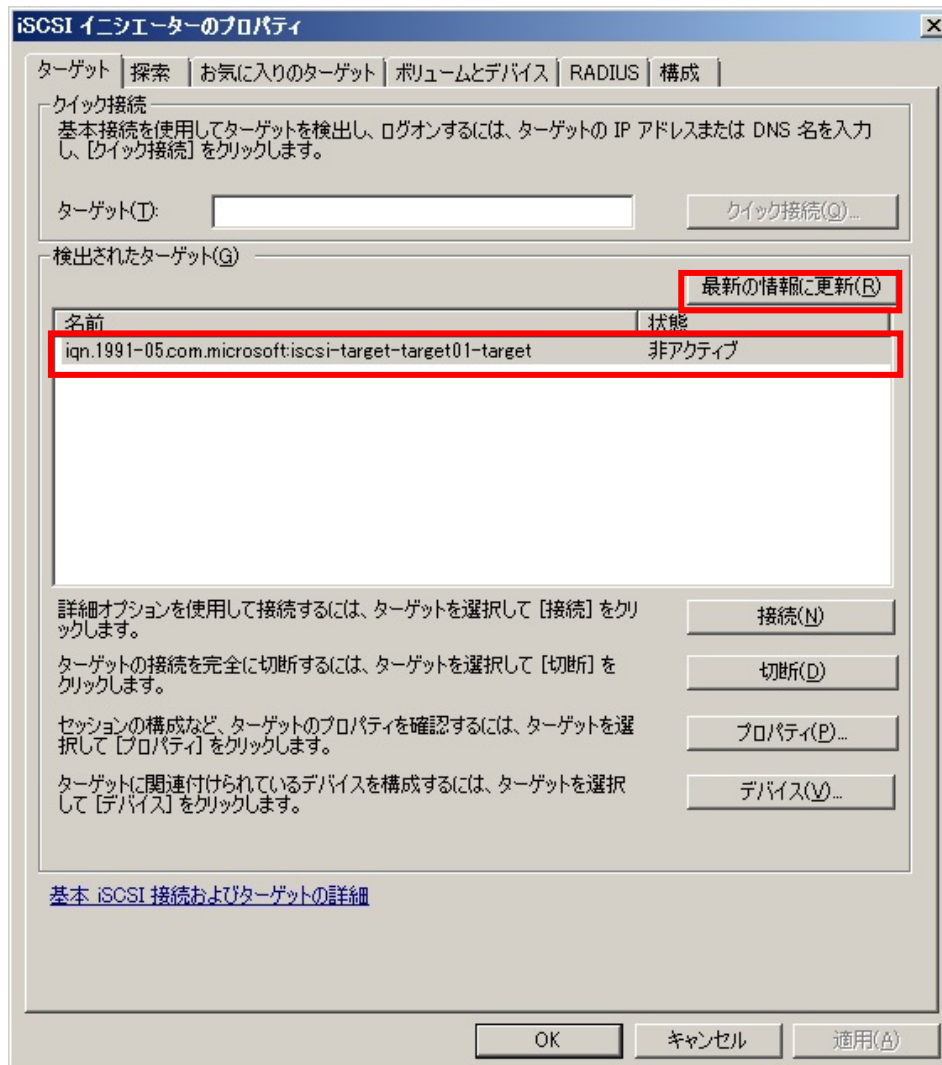 iSCSI イニシエーターのプロパティ
ターゲット 探索 お気に入りのターゲット ボリュームとデバイス RADIUS 構成
クイック接続
基本接続を使用してターゲットを検出し、ログオンするには、ターゲットの IP アドレスまたは DNS 名を入力
し、[クイック接続] をクリックします。
ターゲット(T):
クイック接続(Q)...
検出されたターゲット(G)
最新の情報に更新(R)
名前 状態
iqn.1991-05.com.microsoft:iscsi-target-target01-target 非アクティブ
詳細オプションを使用して接続するには、ターゲットを選択して [接続] をクリ
ックします。
接続(N)
ターゲットの接続を完全に切断するには、ターゲットを選択して [切断] を
クリックします。
切断(D)
セッションの構成など、ターゲットのプロパティを確認するには、ターゲットを選
択して [プロパティ] をクリックします。
プロパティ(P)...
ターゲットに関連付けられているデバイスを構成するには、ターゲットを選択
して [デバイス] をクリックします。
デバイス(V)...
基本 iSCSI 接続およびターゲットの詳細
OK キャンセル 適用(A)